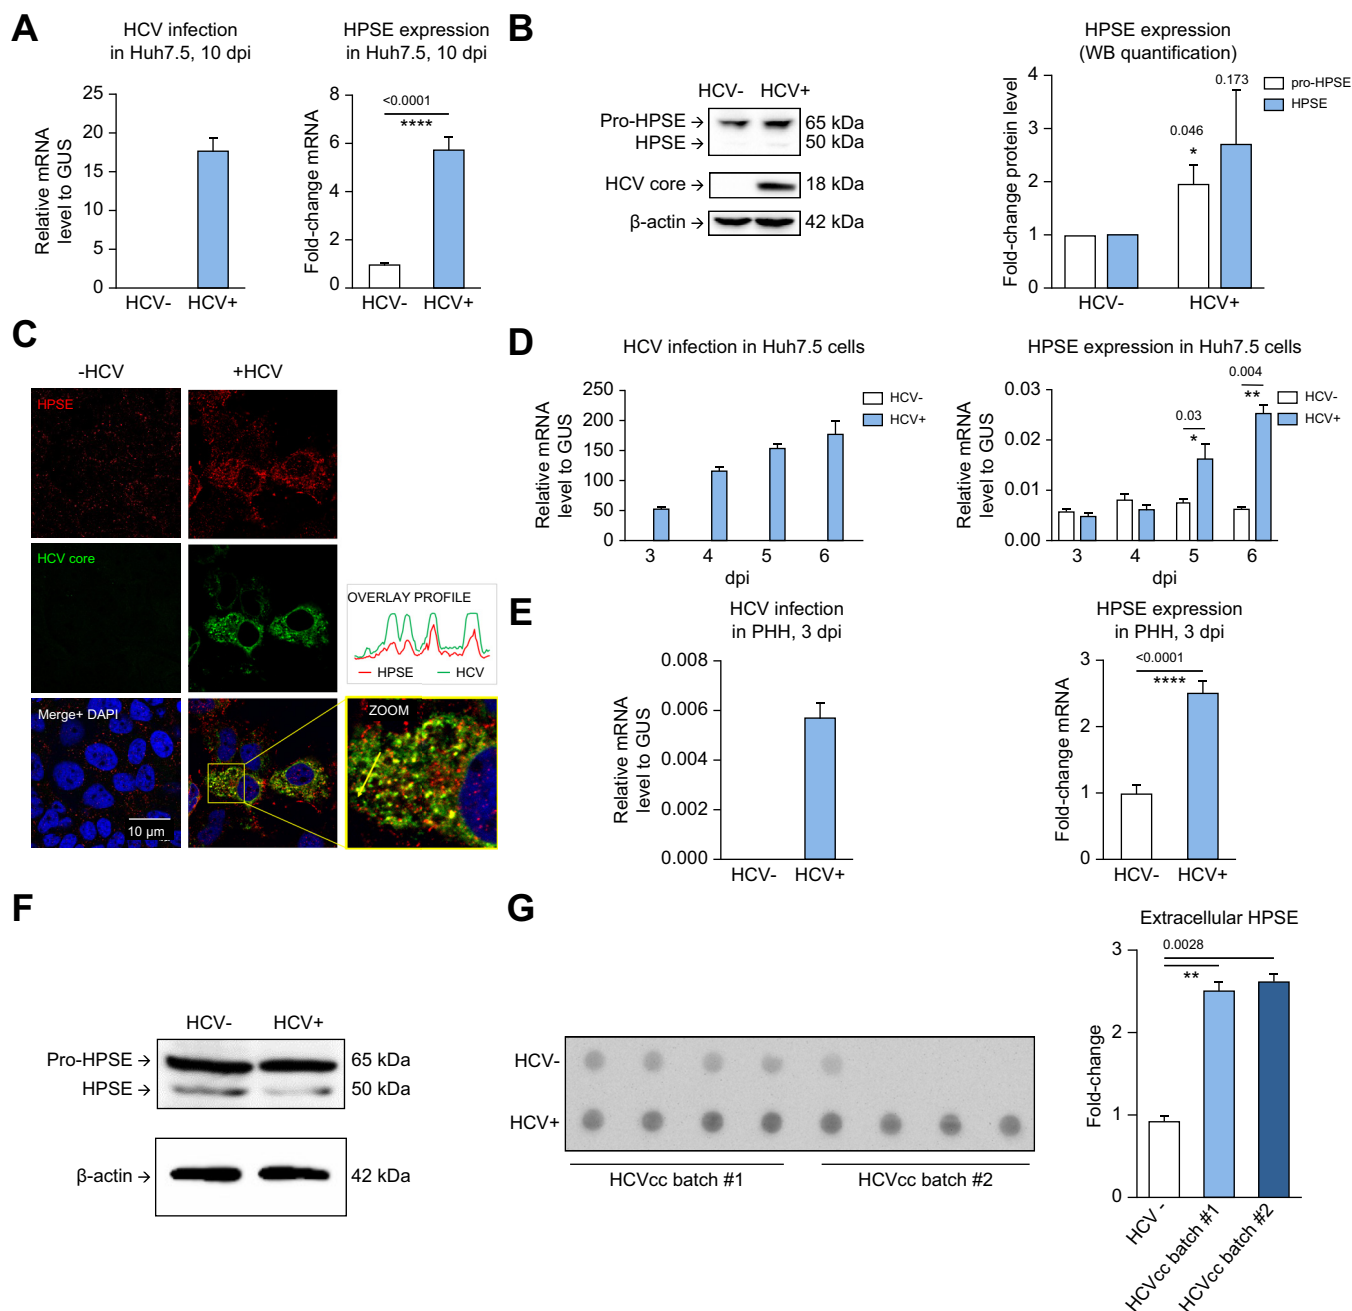 A
HCV infection
in Huh7.5, 10 dpi
Relative mRNA
level to GUS
25
20
15
10
5
0
HCV-
HCV+
HPSE expression
in Huh7.5, 10 dpi
Fold-change mRNA
8
6
4
2
0
<0.0001
****
HCV-
HCV+
B
HCV-
HCV+
Pro-HPSE →
65 kDa
HPSE →
50 kDa
HCV core →
18 kDa
β-actin →
42 kDa
HPSE expression
(WB quantification)
Fold-change protein level
4
3
2
1
0
0.046
*
0.173
pro-HPSE
HPSE
HCV-
HCV+
C
-HCV
+HCV
HPSE
HCV core
Merge+ DAPI
10 µm
OVERLAY PROFILE
HPSE
HCV
ZOOM
D
HCV infection in Huh7.5 cells
Relative mRNA
level to GUS
250
200
150
100
50
0
3
4
5
6
dpi
HCV-
HCV+
HPSE expression in Huh7.5 cells
Relative mRNA
level to GUS
0.03
0.02
0.01
0.00
0.03
*
0.004
**
HCV-
HCV+
3
4
5
6
dpi
E
HCV infection
in PHH, 3 dpi
Relative mRNA
level to GUS
0.008
0.006
0.004
0.002
0.000
HCV-
HCV+
HPSE expression
in PHH, 3 dpi
Fold-change mRNA
3
2
1
0
<0.0001
****
HCV-
HCV+
F
HCV-
HCV+
Pro-HPSE →
65 kDa
HPSE →
50 kDa
β-actin →
42 kDa
G
HCV-
HCV+
HCVcc batch #1
HCVcc batch #2
Extracellular HPSE
Fold-change
3
2
1
0
0.0028
**
HCV -
HCVcc batch #1
HCVcc batch #2